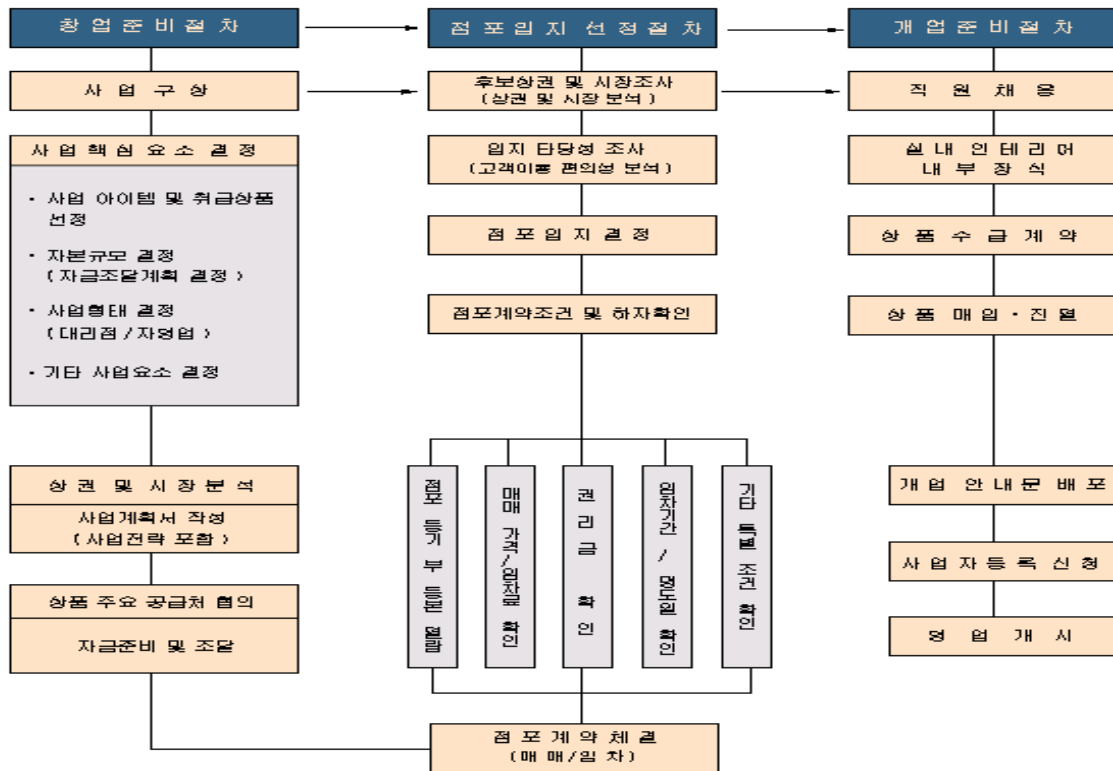 창업준비절차
사업구상
사업핵심요소결정
· 사업 아이템 및 취급상품
선정
· 자본규모 결정
(자금조달계획 결정)
· 사업형태 결정
(대리점/자영업)
· 기타 사업요소 결정
상권 및 시장분석
사업계획서 작성
(사업전략 포함)
상품 주요 공급처 협의
자금준비 및 조달
점포입지 선정절차
후보상권 및 시장조사
(상권 및 시장 분석)
입지 타당성 조사
(고객이용 편의성 분석)
점포입지결정
점포계약조건 및 하자확인
점포 등기 부 등본 열람
매매 가격/임차료 확인
권리금 확인
임차기간 / 명도일 확인
기타 특별 조건 확인
점포계약체결
(매매/임차)
개업준비절차
직원채용
실내인테리어
내부장식
상품수급계약
상품 매입 · 진열
개업 안내문 배포
사업자등록신청
영업개시